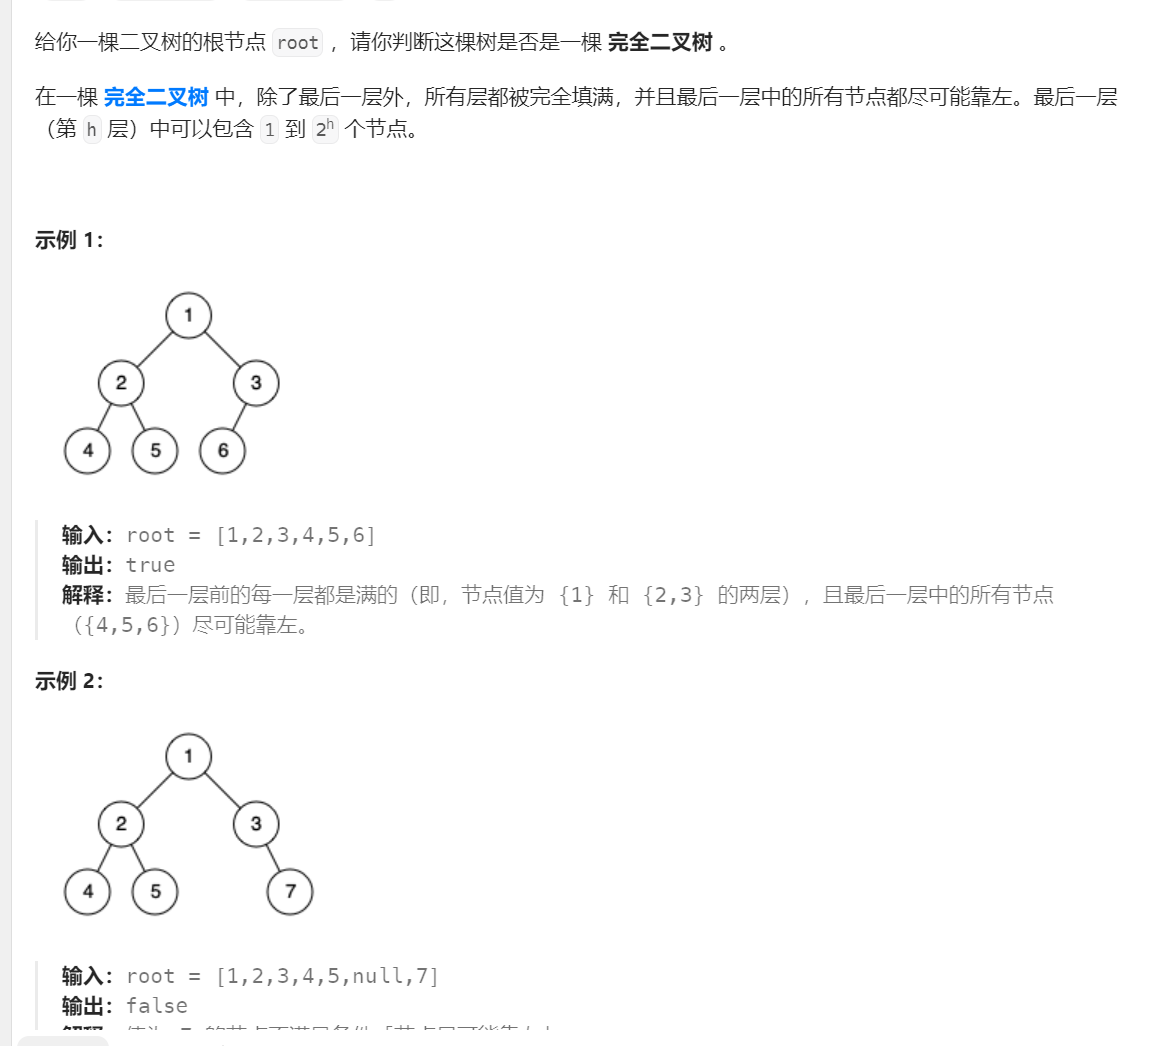 给你一棵二叉树的根节点 root ，请你判断这棵树是否是一棵 完全二叉树 。
在一棵 完全二叉树 中，除了最后一层外，所有层都被完全填满，并且最后一层中的所有节点都尽可能靠左。最后一层
（第 h 层）中可以包含 1 到 2ʰ 个节点。
示例 1：
1
2 3
4 5 6
输入：root = [1,2,3,4,5,6]
输出：true
解释：最后一层前的每一层都是满的（即，节点值为 {1} 和 {2,3} 的两层），且最后一层中的所有节点
（{4,5,6}）尽可能靠左。
示例 2：
1
2 3
4 5 7
输入：root = [1,2,3,4,5,null,7]
输出：false